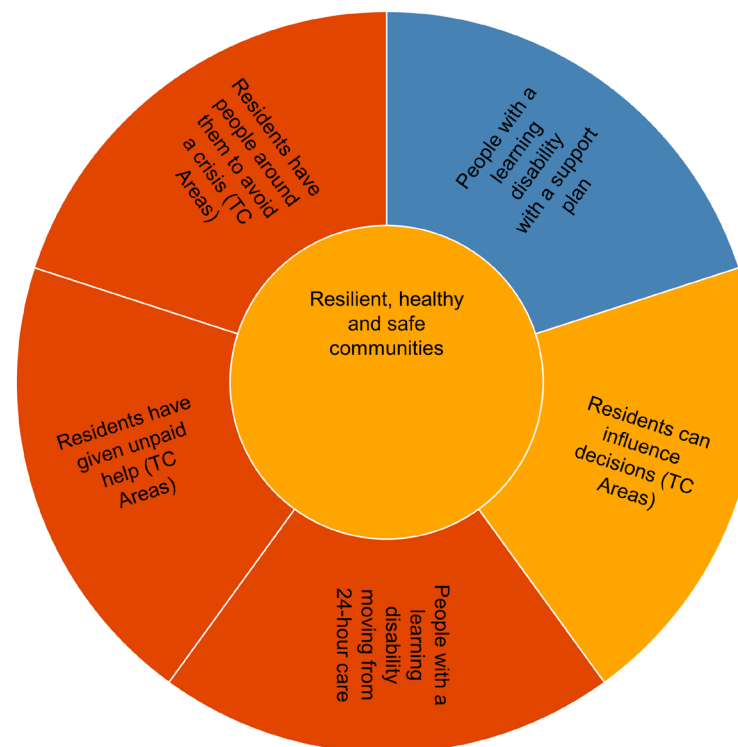 Residents have
people around
them to avoid
a crisis (TC
Areas)
People with a
learning
disability
with a support
plan
Resilient, healthy
and safe
communities
Residents have
given unpaid
help (TC
Areas)
Residents can
influence
decisions (TC
Areas)
People with a
learning
disability
moving from
24-hour care